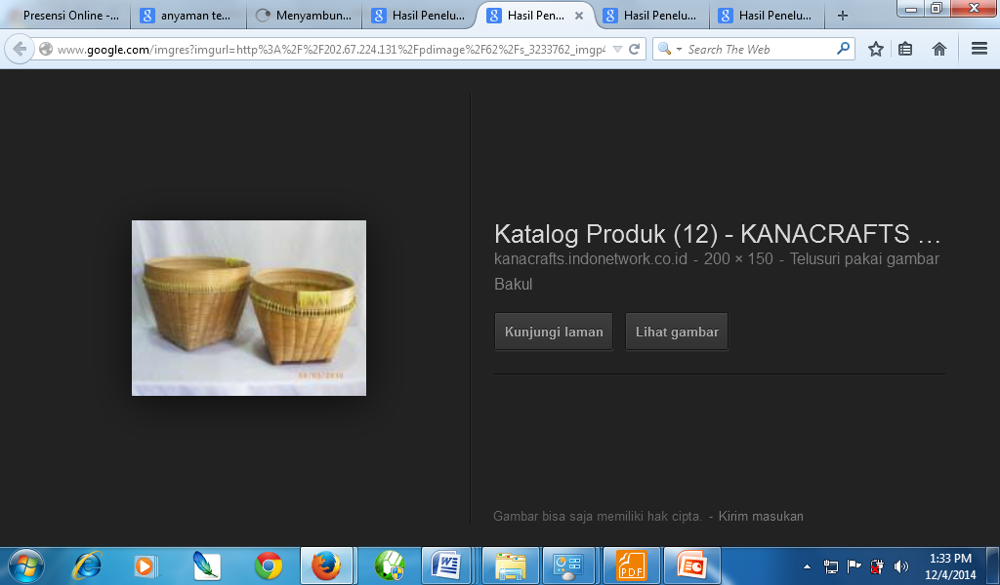 Presensi Online -...
anyaman te...
Menyambun...
Hasil Penelu...
Hasil Pen...
Hasil Penelu...
Hasil Penelu...
www.google.com/imgres?imgurl=http%3A%2F%2F202.67.224.131%2Fpdimage%2F62%2Fs_3233762_imgp4
Search The Web
Katalog Produk (12) - KANACRAFTS ...
kanacrafts.indonetwork.co.id - 200 × 150 - Telusuri pakai gambar
Bakul
Kunjungi laman
Lihat gambar
Gambar bisa saja memiliki hak cipta. - Kirim masukan
PDF
1:33 PM
12/4/2014